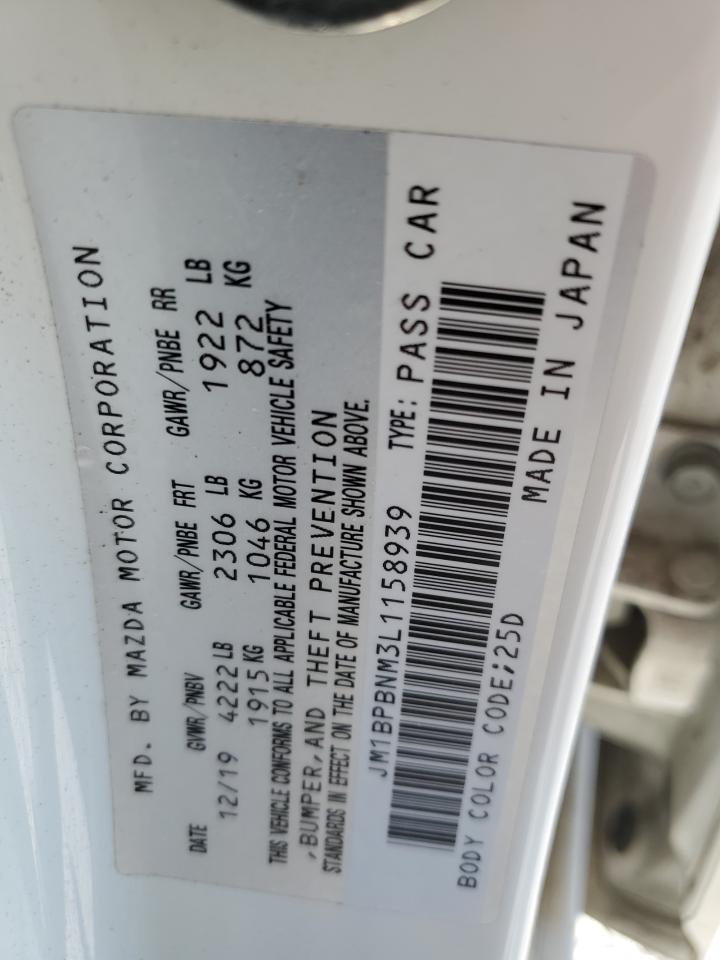 MFD. BY MAZDA MOTOR CORPORATION
DATE GVWR/PNBV GAWR/PNBE FRT GAWR/PNBE RR
12/19 4222 LB 2306 LB 1922 LB
1915 KG 1046 KG 872 KG
THIS VEHICLE CONFORMS TO ALL APPLICABLE FEDERAL MOTOR VEHICLE SAFETY
,BUMPER,AND THEFT PREVENTION
STANDARDS IN EFFECT ON THE DATE OF MANUFACTURE SHOWN ABOVE.
JM1BPBNM3L1158939 TYPE: PASS CAR
BODY COLOR CODE;25D
MADE IN JAPAN